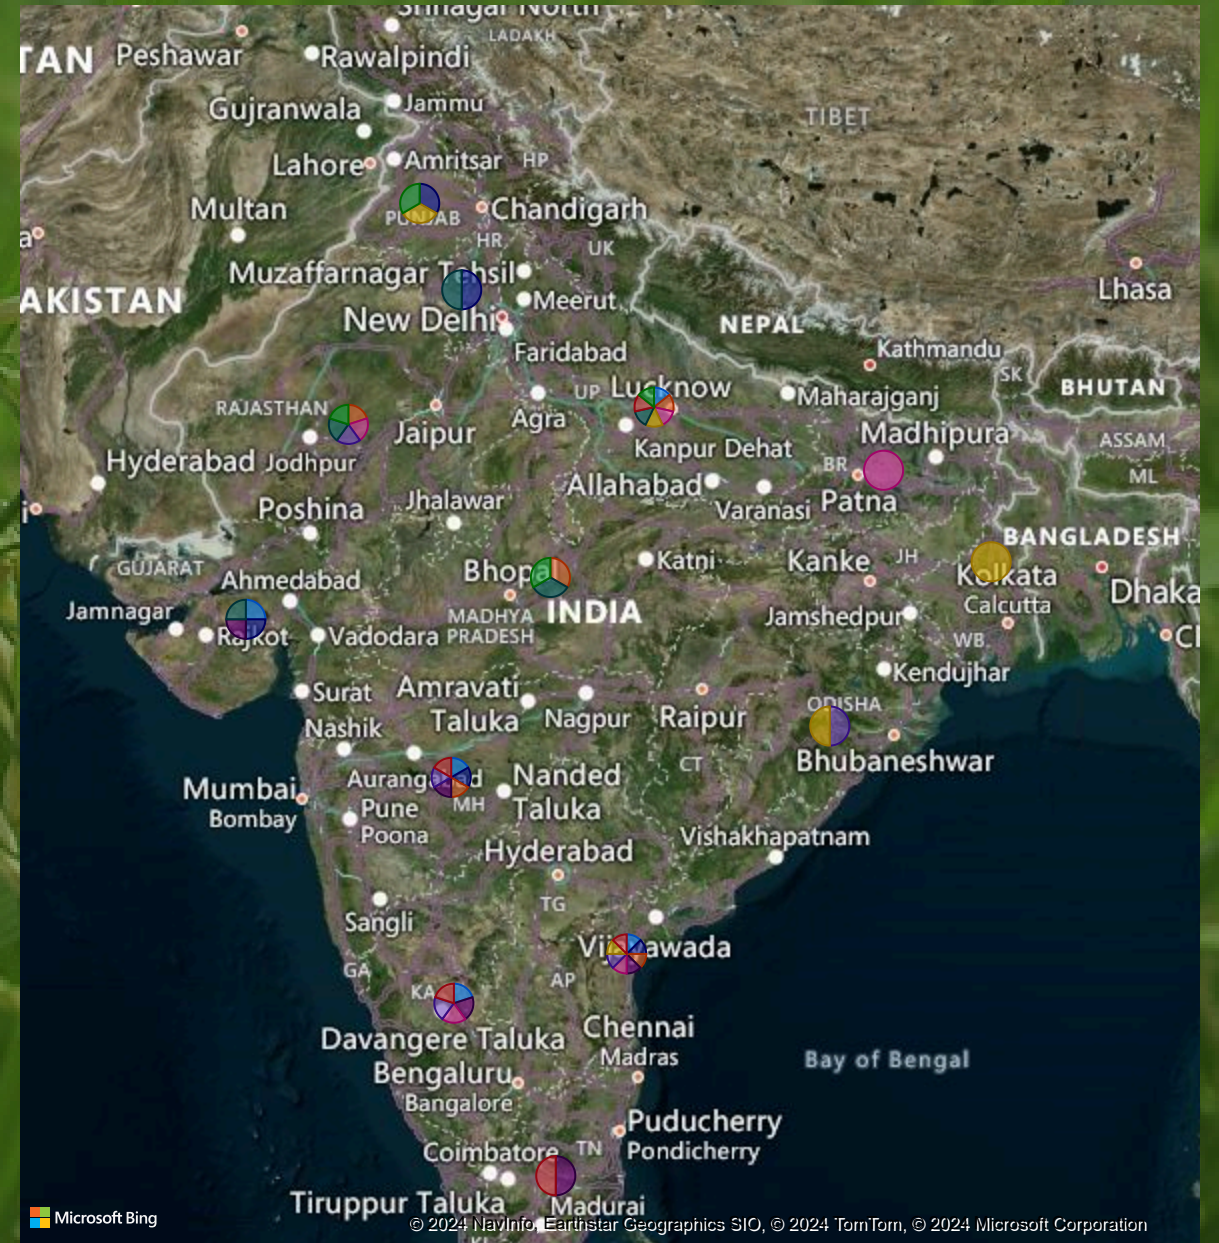 Srinagar North
LADAKH
TAN
Peshawar
Rawalpindi
Gujranwala
Jammu
TIBET
Lahore
Amritsar
HP
Multan
PUNJAB
Chandigarh
HR
UK
Muzaffarnagar Tehsil
Lhasa
AKISTAN
Meerut
New Delhi
NEPAL
Faridabad
Kathmandu
SK
BHUTAN
RAJASTHAN
UP
Lucknow
Maharajganj
Agra
Jaipur
Madhipura
ASSAM
Kanpur Dehat
Hyderabad
Jodhpur
BR
ML
Allahabad
Patna
Poshina
Jhalawar
Varanasi
BANGLADESH
GUJARAT
Ahmedabad
Bhopal
Katni
Kanke
JH
Kolkata
Calcutta
Dhaka
Jamnagar
Rajkot
Vadodara
MADHYA
PRADESH
INDIA
Jamshedpur
WB
Surat
Amravati
Taluka
Kendujhar
Nashik
Nagpur
Raipur
ODISHA
Bhubaneshwar
Aurangabad
MH
Nanded
Taluka
CT
Mumbai
Bombay
Pune
Poona
Vishakhapatnam
Hyderabad
TG
Sangli
Vijayawada
GA
KA
AP
Davangere Taluka
Chennai
Madras
Bay of Bengal
Bengaluru
Bangalore
Puducherry
Pondicherry
Coimbatore
TN
Tiruppur Taluka
Madurai
Microsoft Bing
© 2024 NavInfo, Earthstar Geographics SIO, © 2024 TomTom, © 2024 Microsoft Corporation